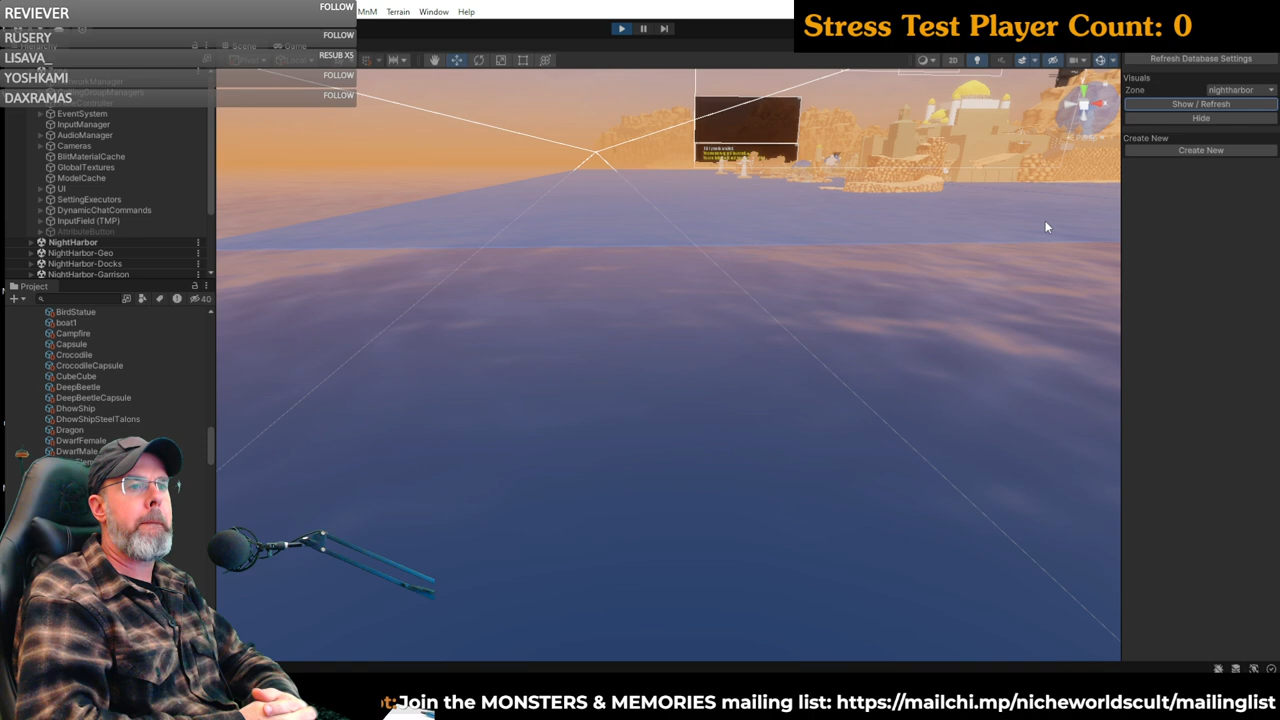 REVIEVER FOLLOW
RUSERY FOLLOW
LISAVA_ RESUB X5
YOSHKAMI FOLLOW
DAXRAMAS FOLLOW
MnM Terrain Window Help
Stress Test Player Count: 0
2D
Refresh Database Settings
Visuals
Zone nightharbor
Show / Refresh
Hide
Create New
Create New
EventSystem
InputManager
AudioManager
Cameras
BlitMaterialCache
GlobalTextures
ModelCache
UI
SettingExecutors
DynamicChatCommands
InputField (TMP)
AttributeButton
NightHarbor
NightHarbor-Geo
NightHarbor-Docks
NightHarbor-Garrison
Project
40
BirdStatue
boat1
Campfire
Capsule
Crocodile
CrocodileCapsule
CubeCube
DeepBeetle
DeepBeetleCapsule
DhowShip
DhowShipSteelTalons
Dragon
DwarfFemale
DwarfMale
t: Join the MONSTERS & MEMORIES mailing list: https://mailchi.mp/nicheworldscult/mailinglist